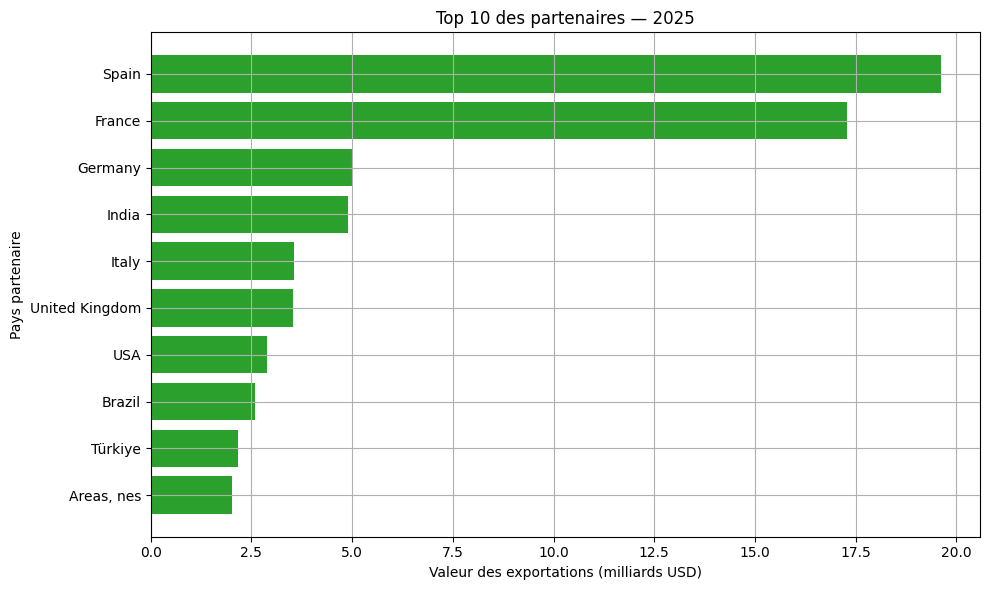 Top 10 des partenaires — 2025
Pays partenaire
Spain
France
Germany
India
Italy
United Kingdom
USA
Brazil
Türkiye
Areas, nes
0.0 2.5 5.0 7.5 10.0 12.5 15.0 17.5 20.0
Valeur des exportations (milliards USD)